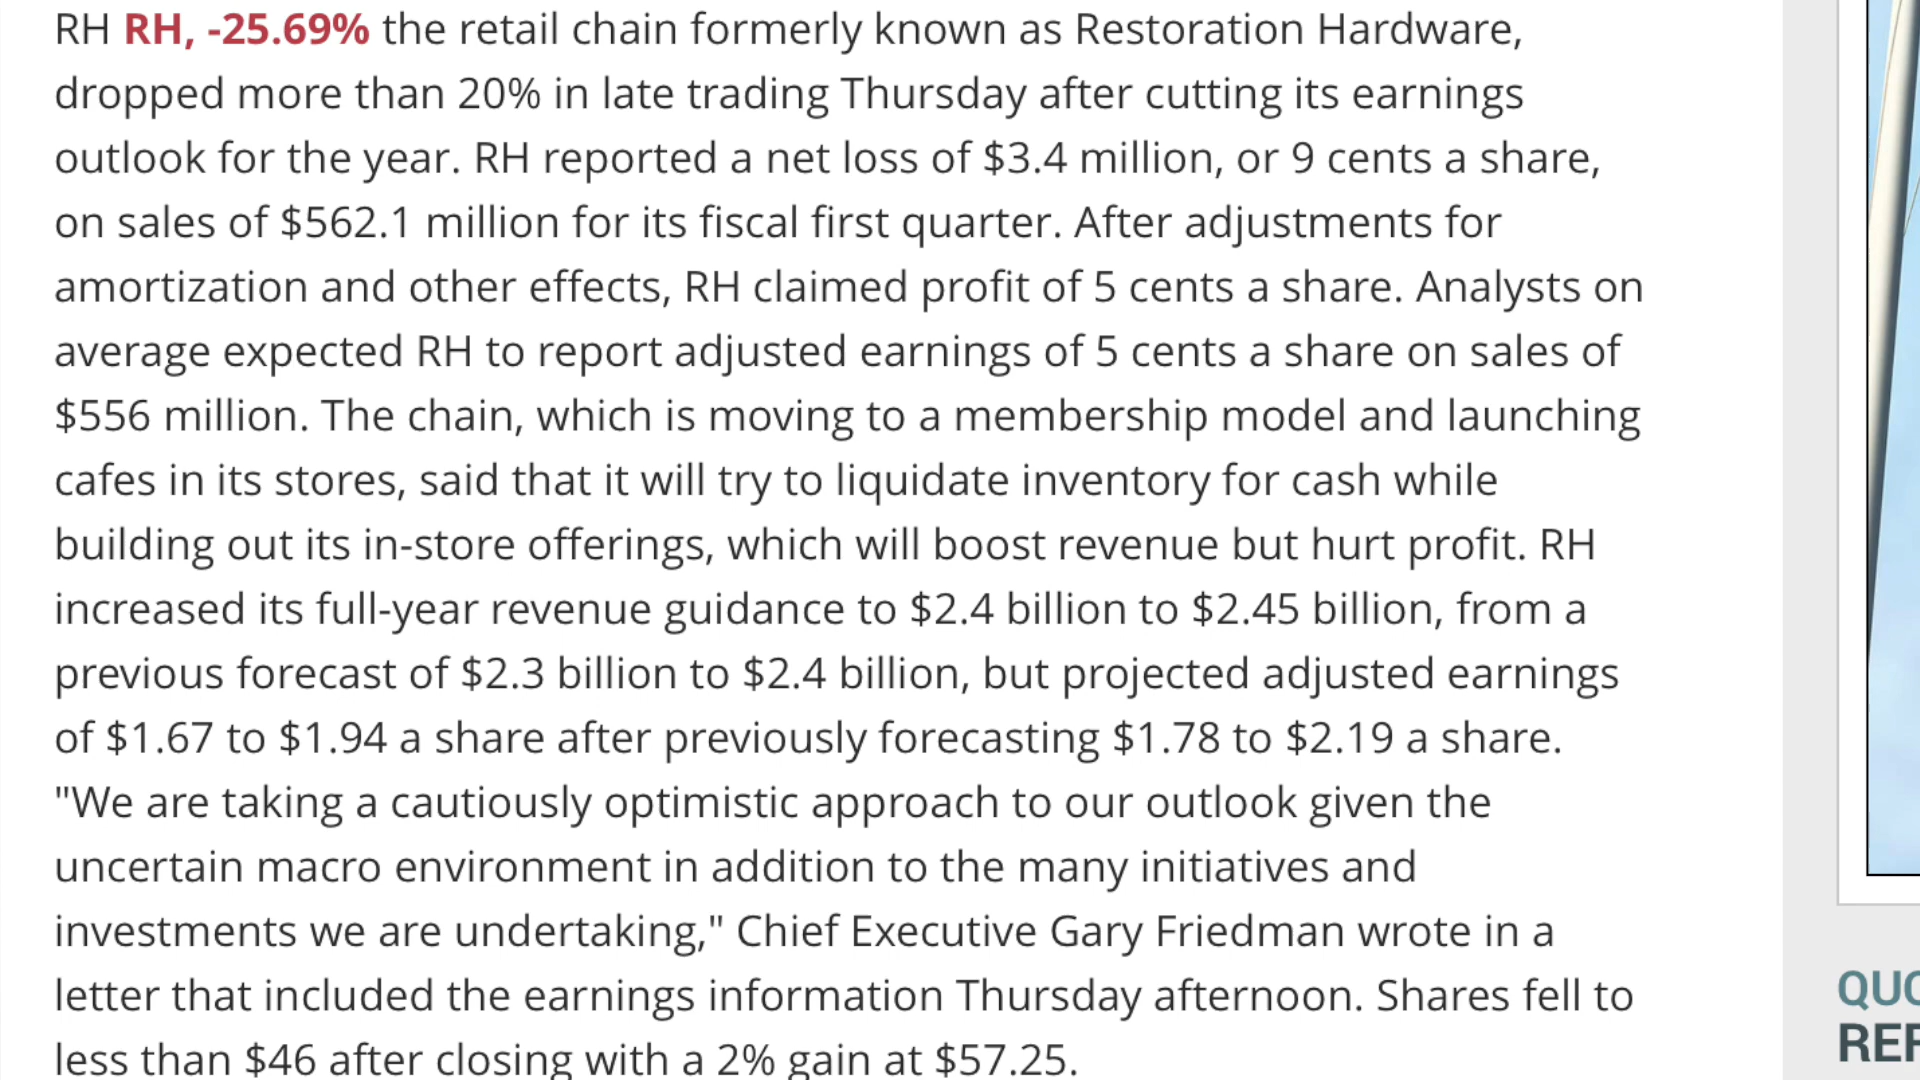 RH RH, -25.69% the retail chain formerly known as Restoration Hardware,
dropped more than 20% in late trading Thursday after cutting its earnings
outlook for the year. RH reported a net loss of $3.4 million, or 9 cents a share,
on sales of $562.1 million for its fiscal first quarter. After adjustments for
amortization and other effects, RH claimed profit of 5 cents a share. Analysts on
average expected RH to report adjusted earnings of 5 cents a share on sales of
$556 million. The chain, which is moving to a membership model and launching
cafes in its stores, said that it will try to liquidate inventory for cash while
building out its in-store offerings, which will boost revenue but hurt profit. RH
increased its full-year revenue guidance to $2.4 billion to $2.45 billion, from a
previous forecast of $2.3 billion to $2.4 billion, but projected adjusted earnings
of $1.67 to $1.94 a share after previously forecasting $1.78 to $2.19 a share.
"We are taking a cautiously optimistic approach to our outlook given the
uncertain macro environment in addition to the many initiatives and
investments we are undertaking," Chief Executive Gary Friedman wrote in a
letter that included the earnings information Thursday afternoon. Shares fell to
less than $46 after closing with a 2% gain at $57.25.